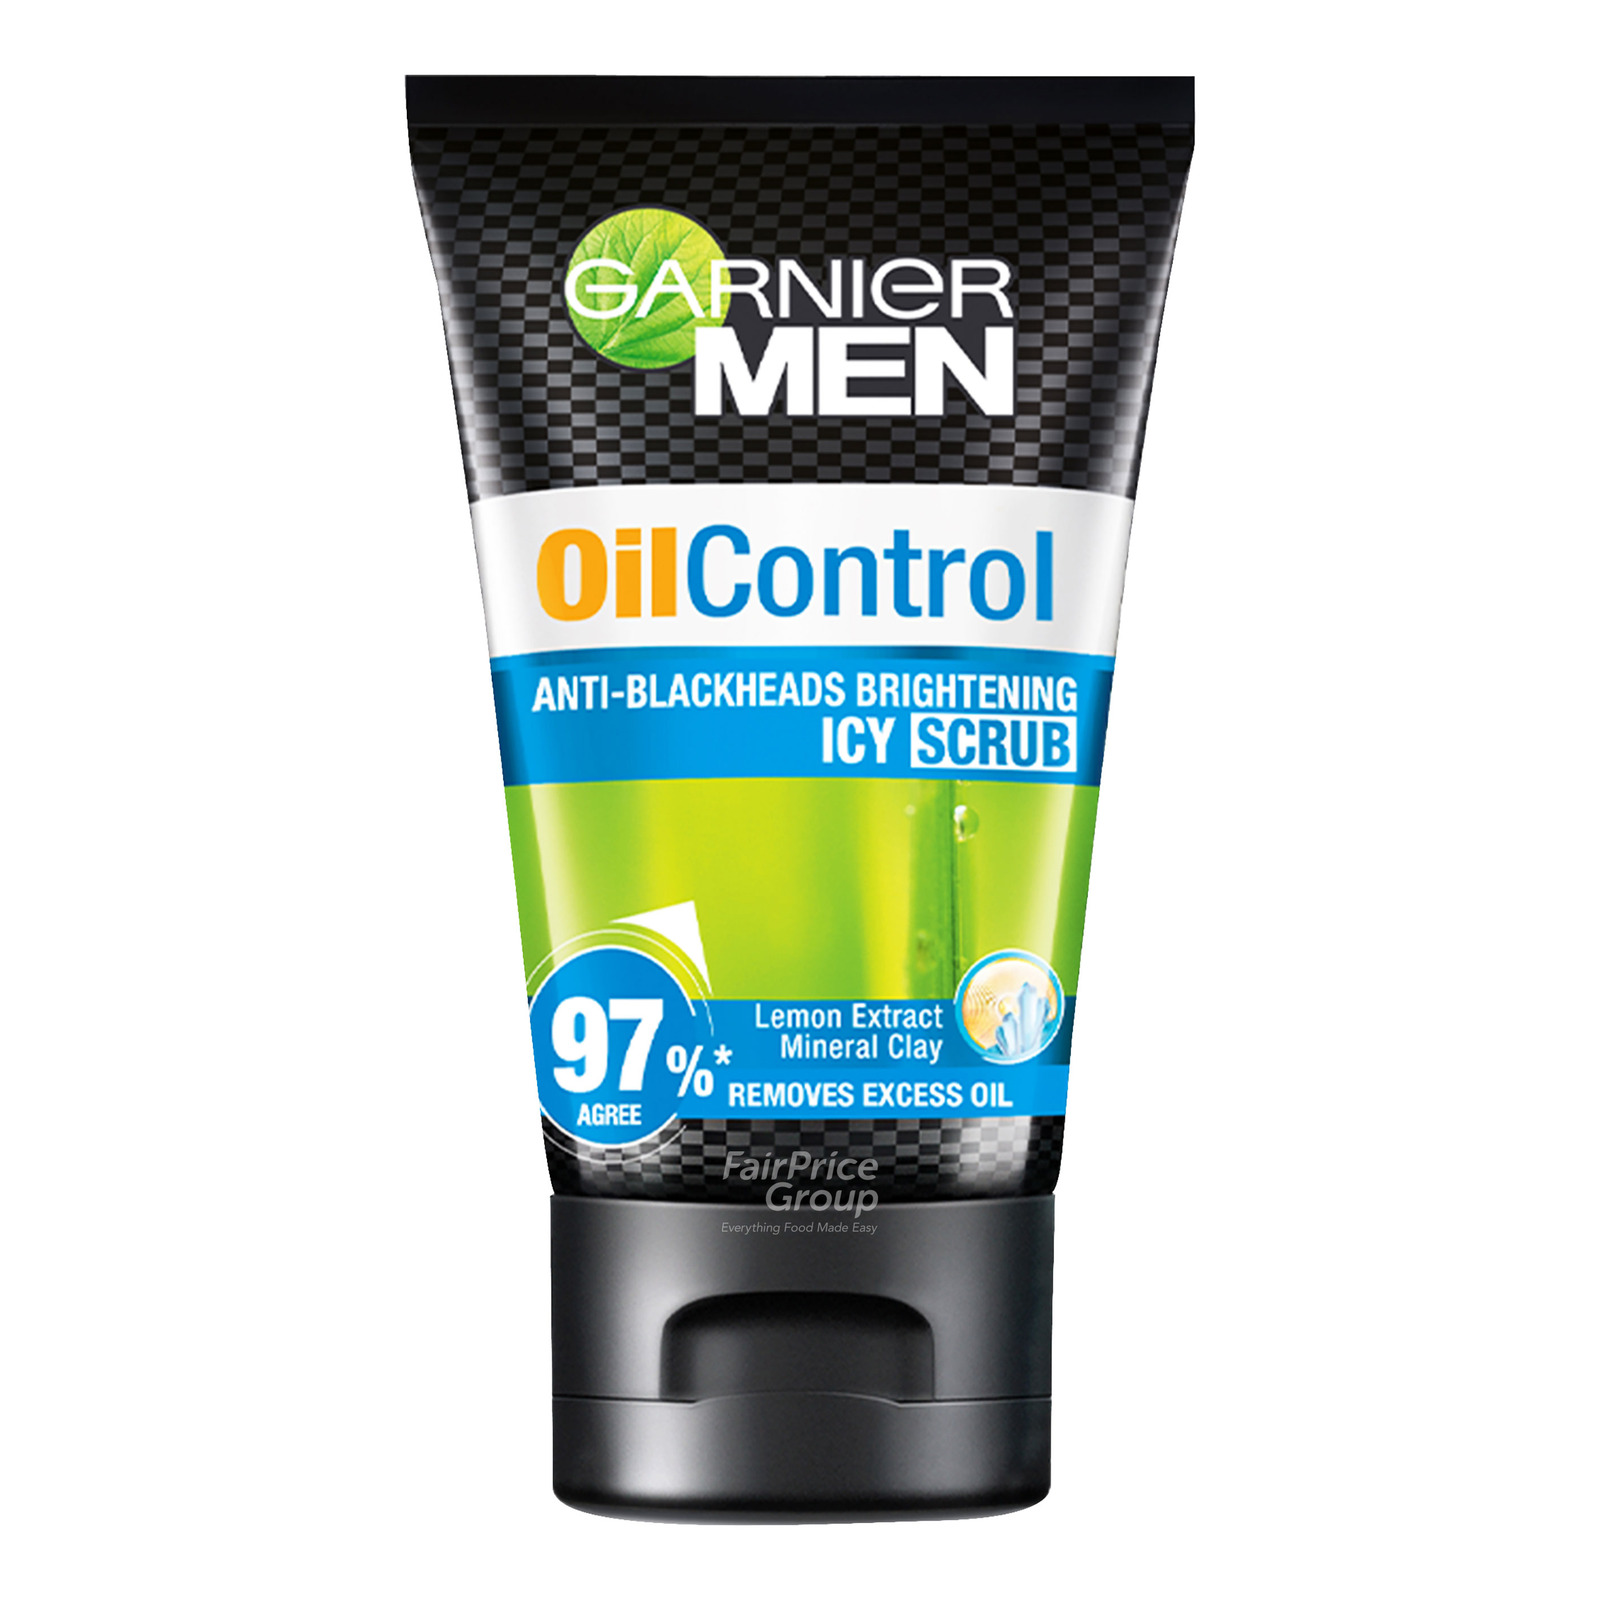 GARNIER
MEN
OilControl
ANTI-BLACKHEADS BRIGHTENING
ICY SCRUB
97%*
AGREE
Lemon Extract
Mineral Clay
REMOVES EXCESS OIL
FairPrice
Group
Everything Food Made Easy